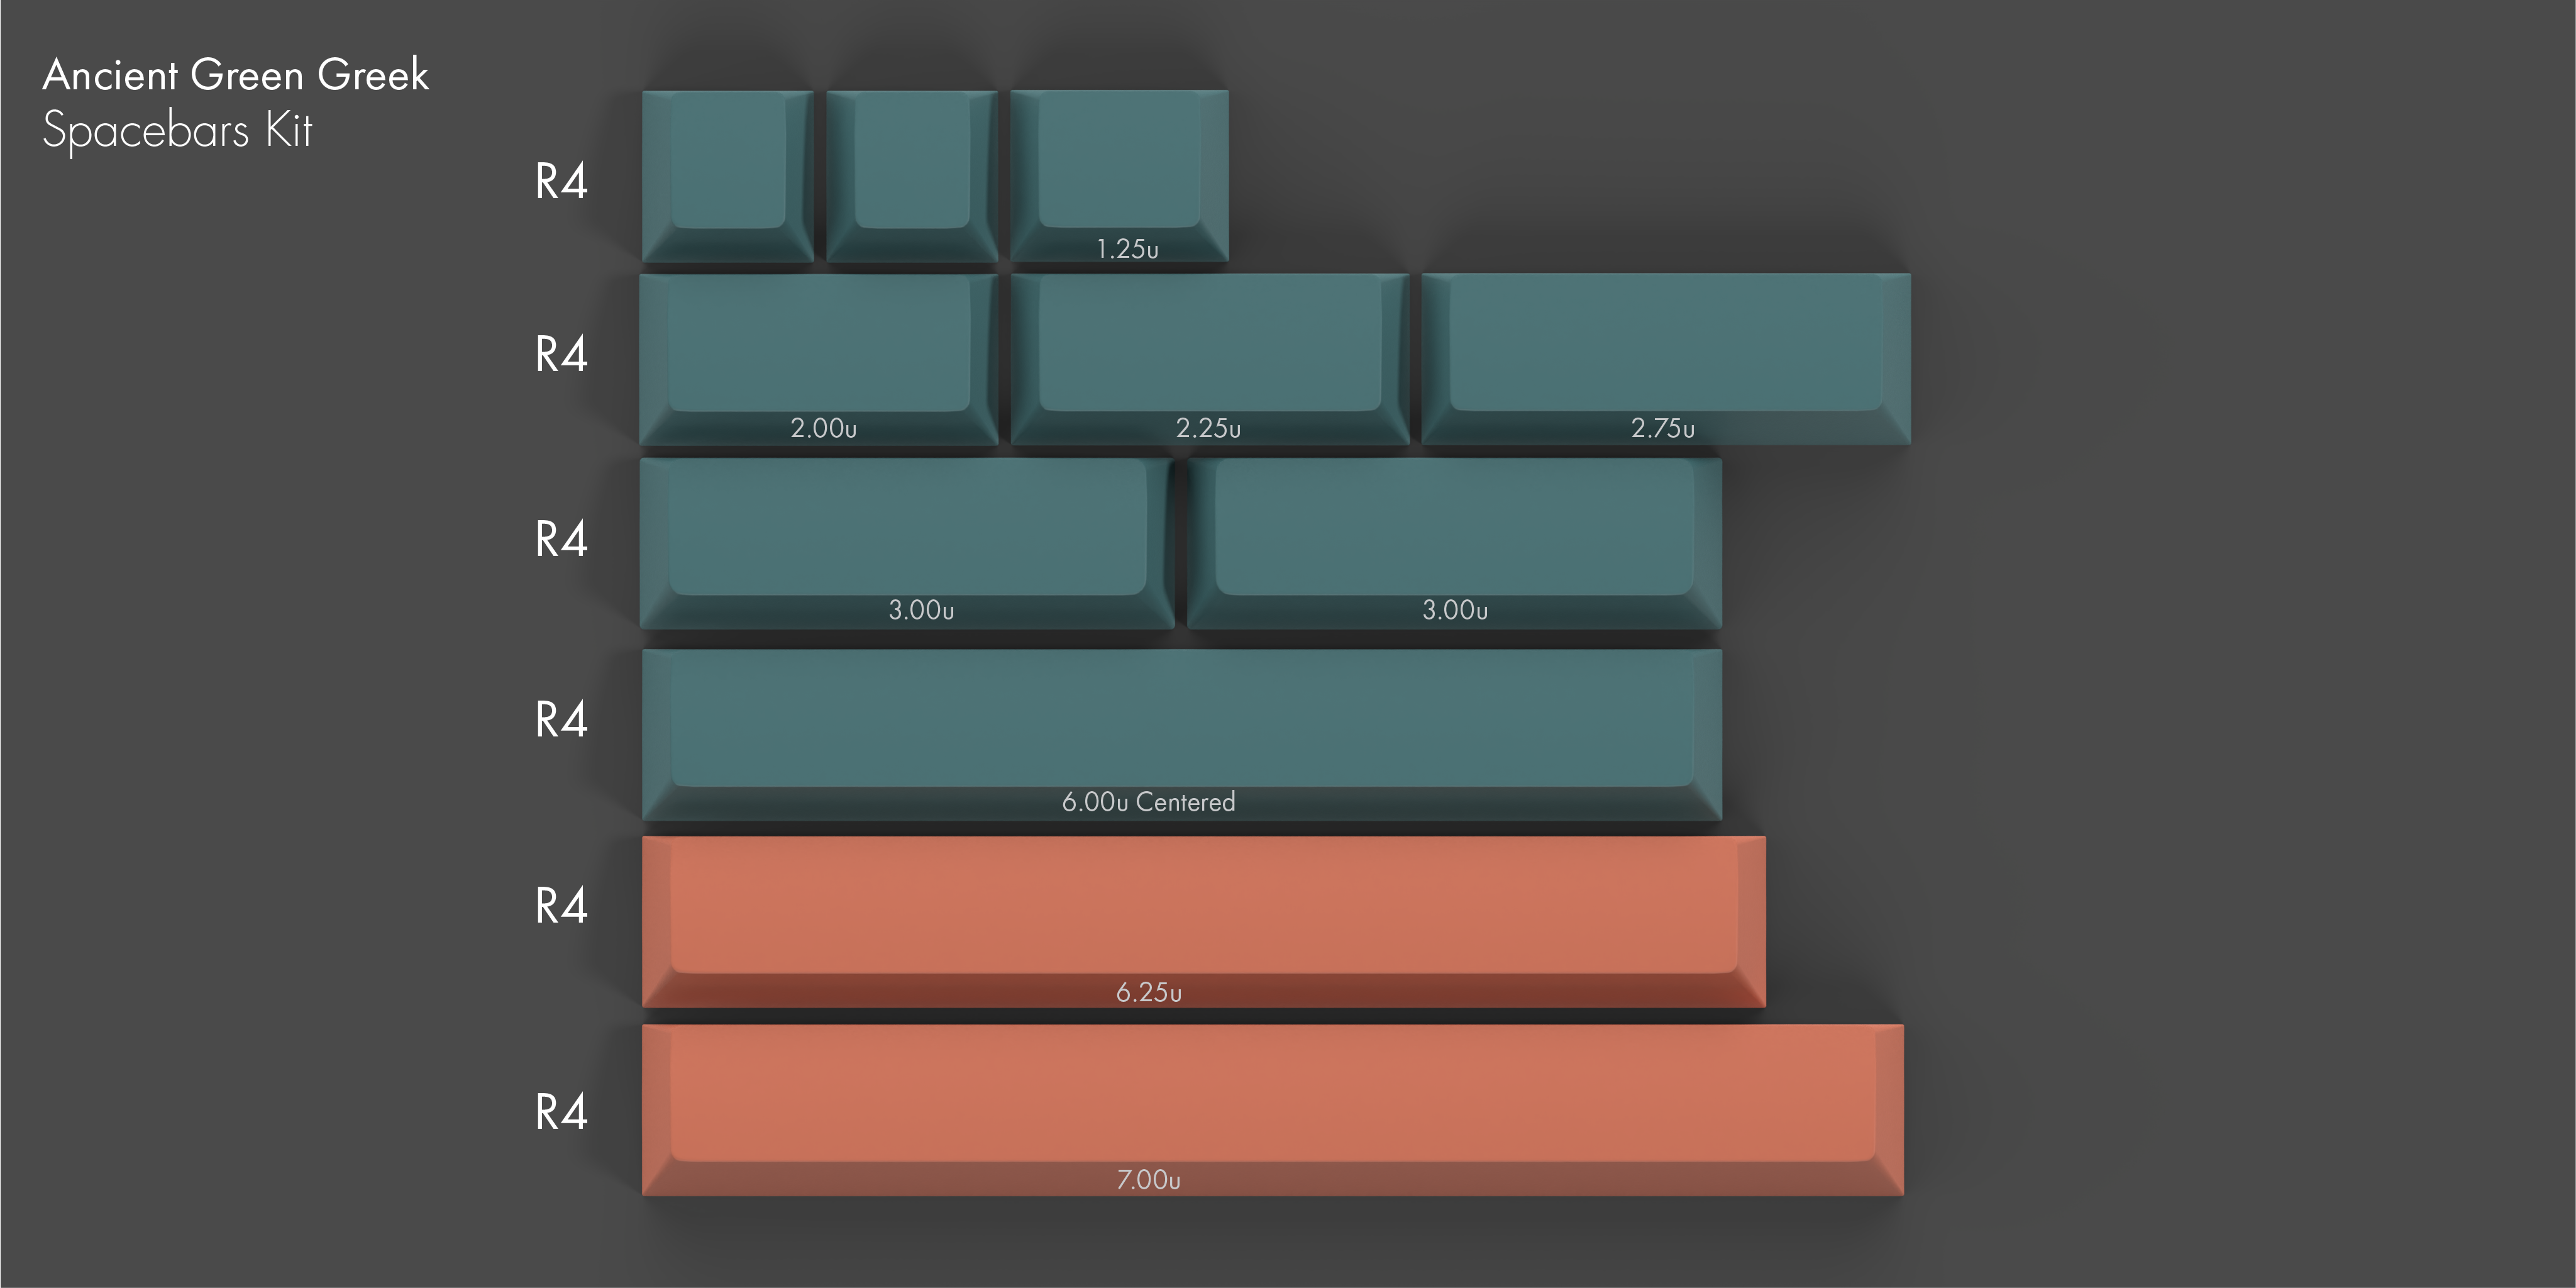 Ancient Green Greek
Spacebars Kit
R4
1.25u
R4
2.00u
2.25u
2.75u
R4
3.00u
3.00u
R4
6.00u Centered
R4
6.25u
R4
7.00u